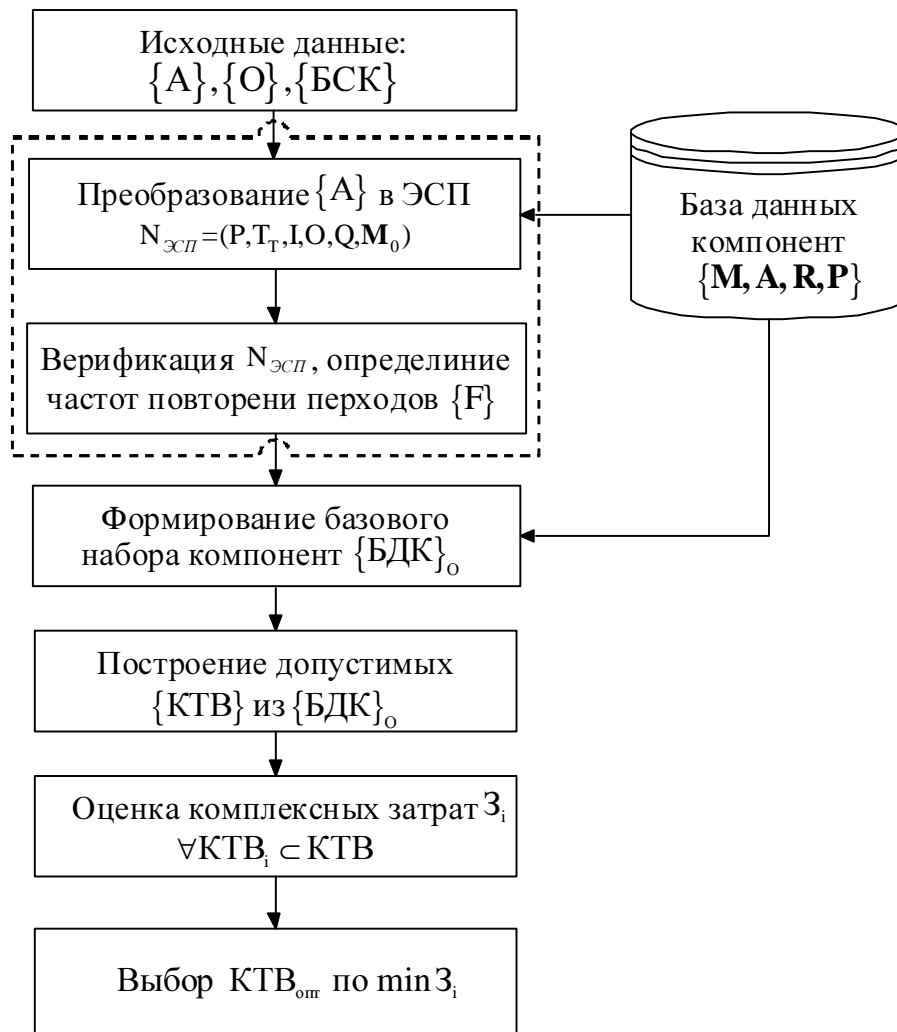 Исходные данные:
{А},{О},{БСК}
Преобразование {А} в ЭСП
N_ЭСП=(P,T_T,I,O,Q,M_0)
База данных
компонент
{M, A, R, P}
Верификация N_ЭСП, определиние
частот повторени перходов {F}
Формирование базового
набора компонент {БДК}_О
Построение допустимых
{КТВ} из {БДК}_О
Оценка комплексных затрат З_i
∀КТВ_i ⊂ КТВ
Выбор КТВ_опт по min З_i